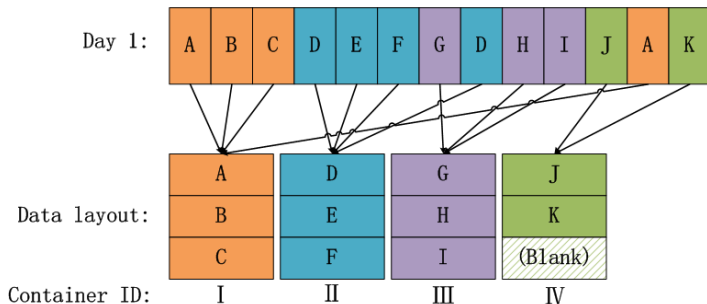 Day 1: A B C D E F G D H I J A K
A D G J
Data layout: B E H K
C F I (Blank)
Container ID: I II III IV